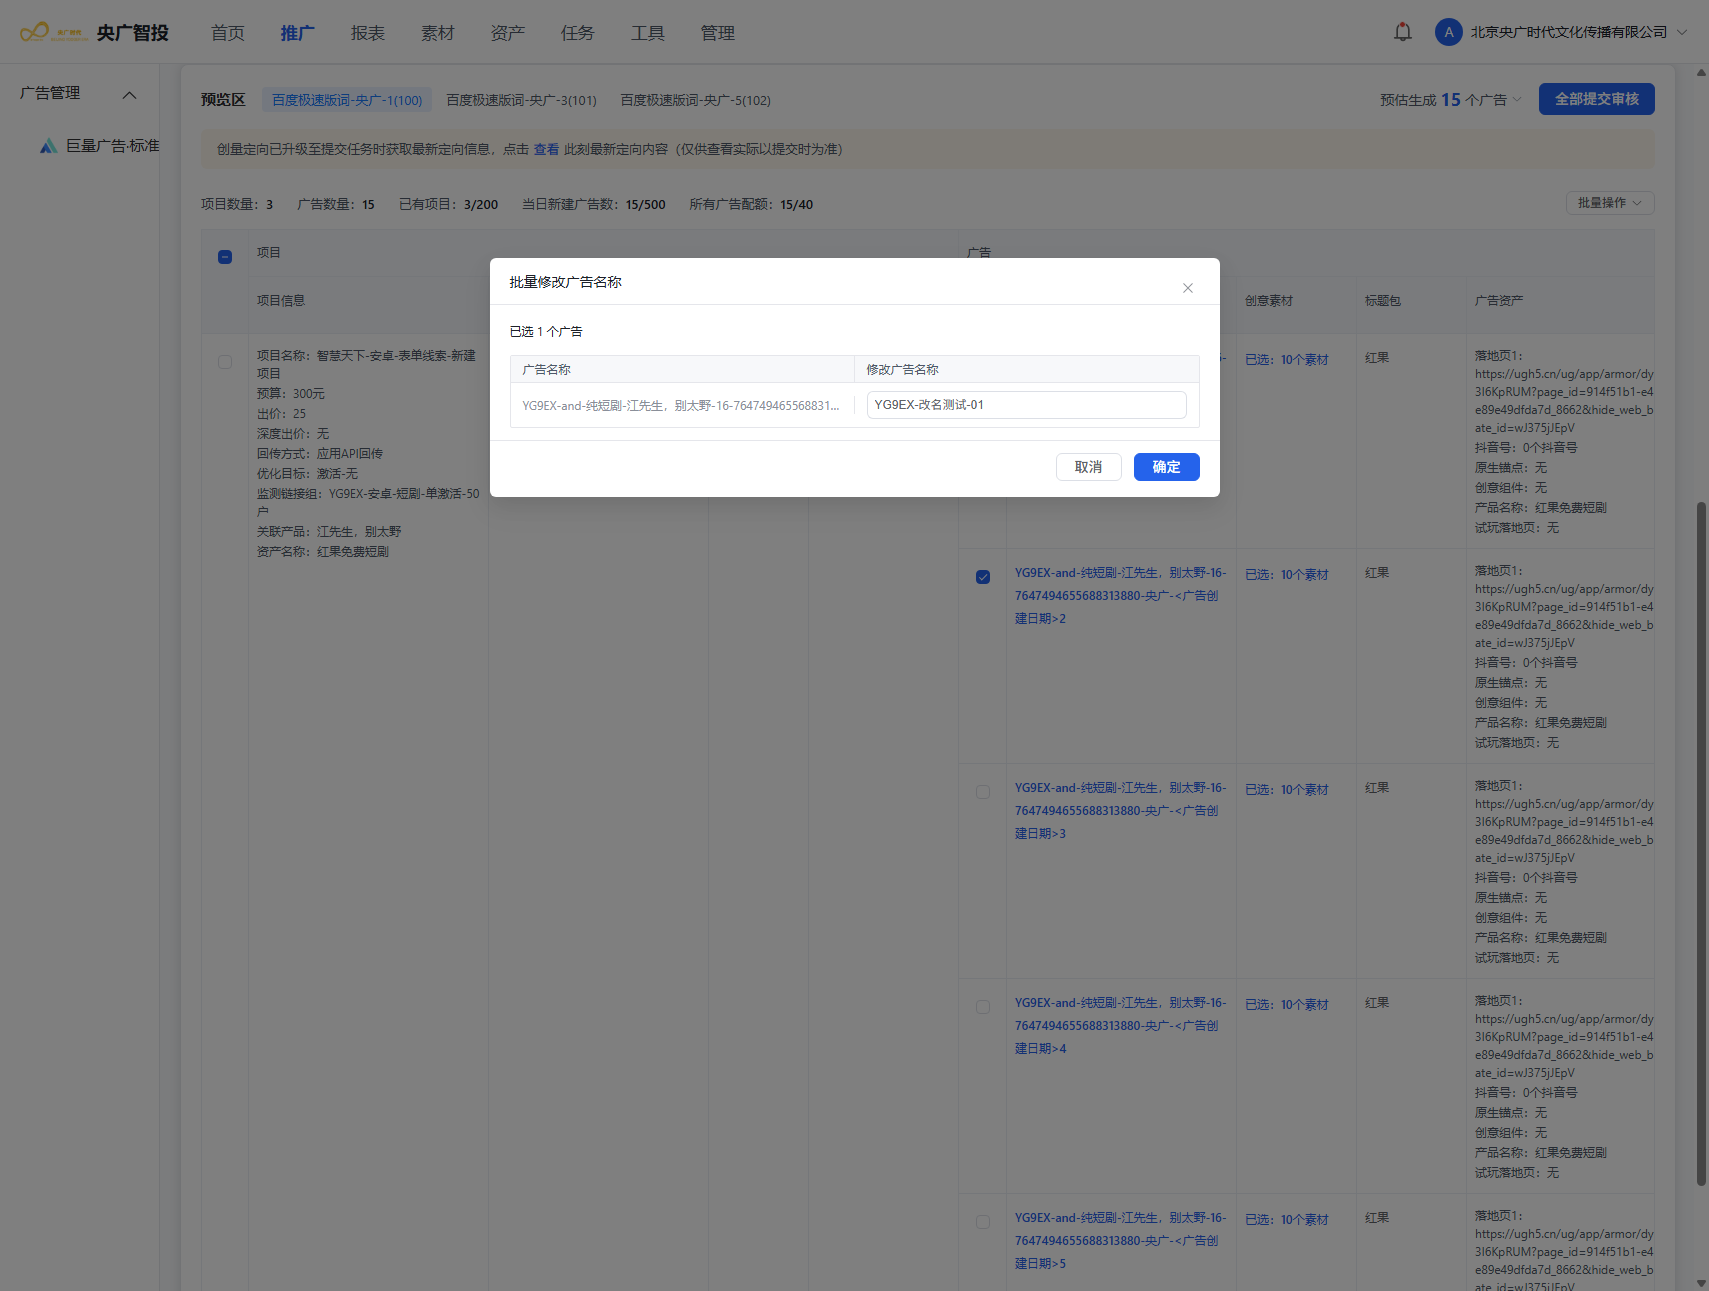 央广智投
首页
推广
报表
素材
资产
任务
工具
管理
A
北京央广时代文化传播有限公司
广告管理
巨量广告·标准
预览区
百度极速版词-央广-1(100)
百度极速版词-央广-3(101)
百度极速版词-央广-5(102)
预估生成 15 个广告
全部提交审核
创量定向已升级至提交任务时获取最新定向信息，点击 查看 此刻最新定向内容（仅供查看实际以提交时为准）
项目数量：3
广告数量：15
已有项目：3/200
当日新建广告数：15/500
所有广告配额：15/40
批量操作
项目
广告
项目信息
创意素材
标题包
广告资产
项目名称：智慧天下-安卓-表单线索-新建
项目
预算：300元
出价：25
深度出价：无
回传方式：应用API回传
优化目标：激活-无
监测链接组：YG9EX-安卓-短剧-单激活-50
户
关联产品：江先生，别太野
资产名称：红果免费短剧
批量修改广告名称
已选 1 个广告
广告名称
修改广告名称
YG9EX-and-纯短剧-江先生，别太野-16-764749465568831...
YG9EX-改名测试-01
取消
确定
已选：10个素材
红果
落地页1：
https://ugh5.cn/ug/app/armor/dy
3I6KpRUM?page_id=914f51b1-e4
e89e49dfda7d_8662&hide_web_b
ate_id=wJ375jJEpV
抖音号：0个抖音号
原生锚点：无
创意组件：无
产品名称：红果免费短剧
试玩落地页：无
YG9EX-and-纯短剧-江先生，别太野-16-
7647494655688313880-央广-<广告创
建日期>2
已选：10个素材
红果
落地页1：
https://ugh5.cn/ug/app/armor/dy
3I6KpRUM?page_id=914f51b1-e4
e89e49dfda7d_8662&hide_web_b
ate_id=wJ375jJEpV
抖音号：0个抖音号
原生锚点：无
创意组件：无
产品名称：红果免费短剧
试玩落地页：无
YG9EX-and-纯短剧-江先生，别太野-16-
7647494655688313880-央广-<广告创
建日期>3
已选：10个素材
红果
落地页1：
https://ugh5.cn/ug/app/armor/dy
3I6KpRUM?page_id=914f51b1-e4
e89e49dfda7d_8662&hide_web_b
ate_id=wJ375jJEpV
抖音号：0个抖音号
原生锚点：无
创意组件：无
产品名称：红果免费短剧
试玩落地页：无
YG9EX-and-纯短剧-江先生，别太野-16-
7647494655688313880-央广-<广告创
建日期>4
已选：10个素材
红果
落地页1：
https://ugh5.cn/ug/app/armor/dy
3I6KpRUM?page_id=914f51b1-e4
e89e49dfda7d_8662&hide_web_b
ate_id=wJ375jJEpV
抖音号：0个抖音号
原生锚点：无
创意组件：无
产品名称：红果免费短剧
试玩落地页：无
YG9EX-and-纯短剧-江先生，别太野-16-
7647494655688313880-央广-<广告创
建日期>5
已选：10个素材
红果
落地页1：
https://ugh5.cn/ug/app/armor/dy
3I6KpRUM?page_id=914f51b1-e4
e89e49dfda7d_8662&hide_web_b
ate_id=wJ375jJEpV